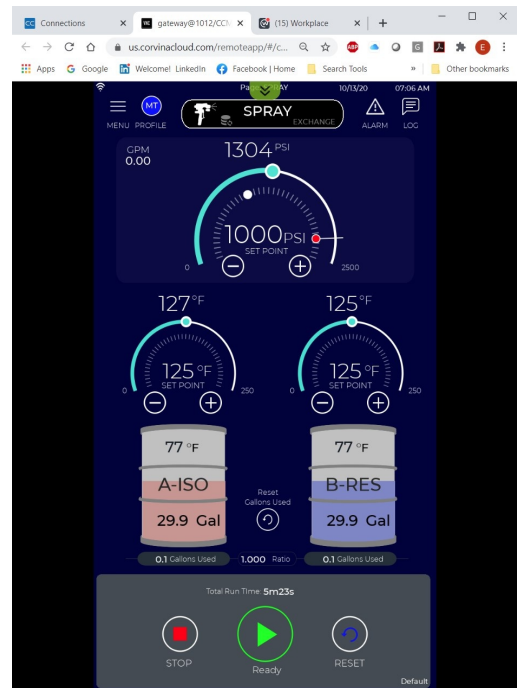 Connections
gateway@1012/CCM
(15) Workplace
us.corvinacloud.com/remoteapp/#/c...
Apps
Google
Welcome! LinkedIn
Facebook | Home
Search Tools
»
Other bookmarks
10/13/20
07:06 AM
MENU
MT
PROFILE
SPRAY
EXCHANGE
ALARM
LOG
GPM
0.00
1304 PSI
1000 PSI
SET POINT
0
2500
127 °F
125 °F
125 °F
SET POINT
0
250
125 °F
SET POINT
0
250
77 °F
A-ISO
29.9 Gal
77 °F
B-RES
29.9 Gal
Reset
Gallons Used
0.1 Gallons Used
1.000 Ratio
0.1 Gallons Used
Total Run Time: 5m23s
STOP
Ready
RESET
Default